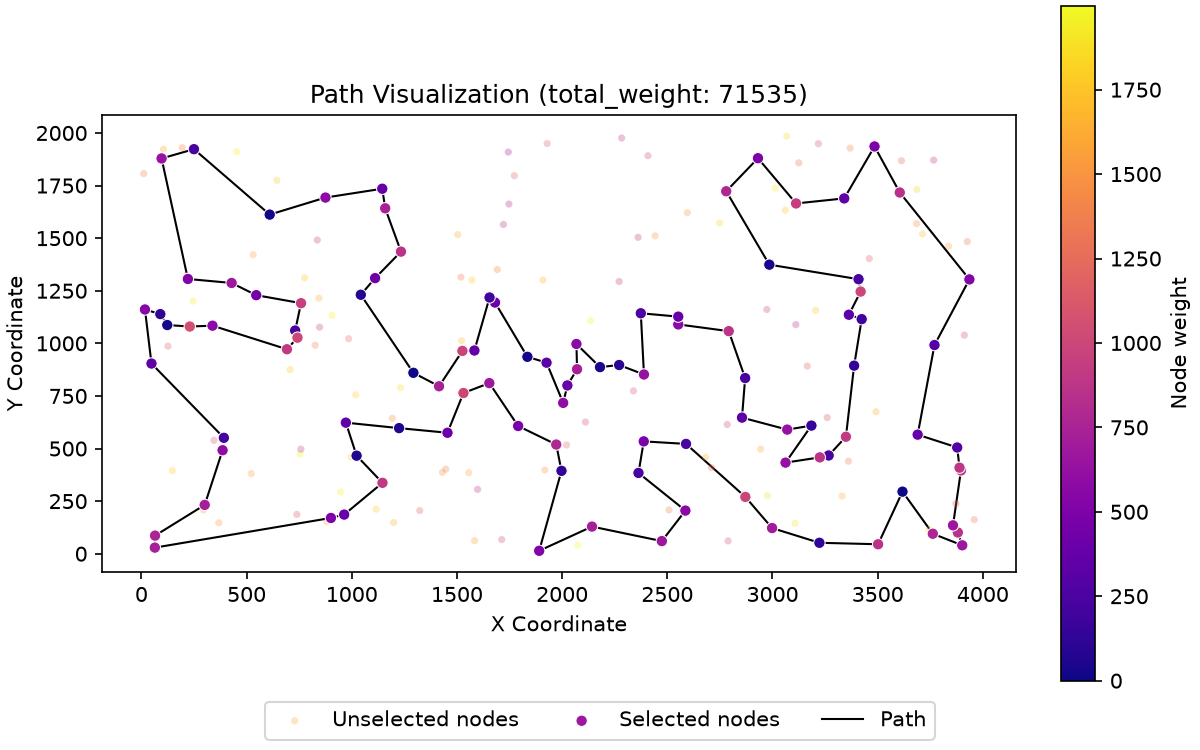 Path Visualization (total_weight: 71535)
2000
1750
1500
1250
1000
750
500
250
0
Y Coordinate
0 500 1000 1500 2000 2500 3000 3500 4000
X Coordinate
1750
1500
1250
1000
750
500
250
0
Node weight
Unselected nodes Selected nodes Path